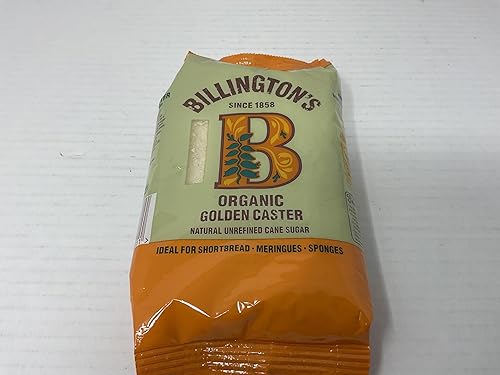 BILLINGTON'S
SINCE 1858
B
ORGANIC
GOLDEN CASTER
NATURAL UNREFINED CANE SUGAR
IDEAL FOR SHORTBREAD · MERINGUES · SPONGES